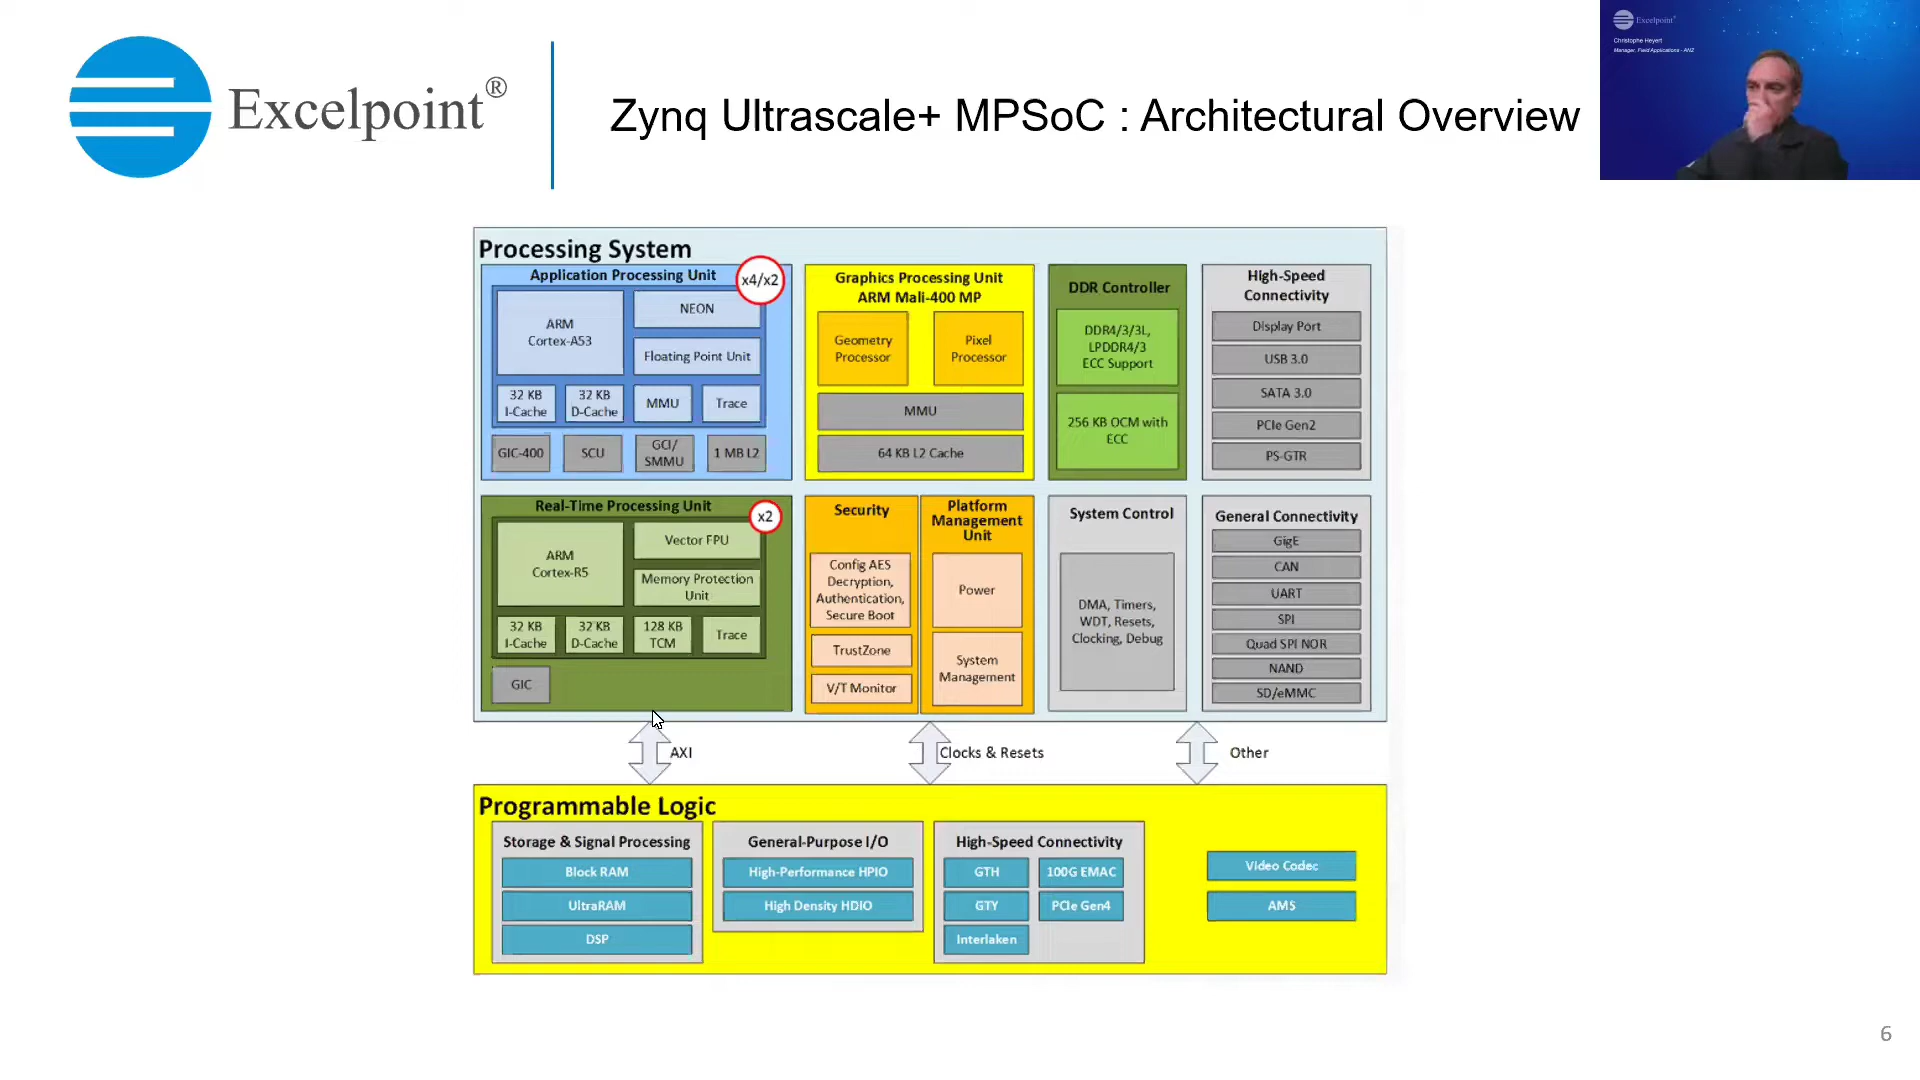 Excelpoint®
Zynq Ultrascale+ MPSoC : Architectural Overview
Excelpoint®
Christophe Heyert
Manager, Field Applications - ANZ
Processing System
Application Processing Unit
x4/x2
ARM
Cortex-A53
NEON
Floating Point Unit
32 KB
I-Cache
32 KB
D-Cache
MMU
Trace
GIC-400
SCU
GCI/
SMMU
1 MB L2
Graphics Processing Unit
ARM Mali-400 MP
Geometry
Processor
Pixel
Processor
MMU
64 KB L2 Cache
DDR Controller
DDR4/3/3L,
LPDDR4/3
ECC Support
256 KB OCM with
ECC
High-Speed
Connectivity
Display Port
USB 3.0
SATA 3.0
PCIe Gen2
PS-GTR
Real-Time Processing Unit
x2
ARM
Cortex-R5
Vector FPU
Memory Protection
Unit
32 KB
I-Cache
32 KB
D-Cache
128 KB
TCM
Trace
GIC
Security
Config AES
Decryption,
Authentication,
Secure Boot
TrustZone
V/T Monitor
Platform
Management
Unit
Power
System
Management
System Control
DMA, Timers,
WDT, Resets,
Clocking, Debug
General Connectivity
GigE
CAN
UART
SPI
Quad SPI NOR
NAND
SD/eMMC
AXI
Clocks & Resets
Other
Programmable Logic
Storage & Signal Processing
Block RAM
UltraRAM
DSP
General-Purpose I/O
High-Performance HPIO
High Density HDIO
High-Speed Connectivity
GTH
100G EMAC
GTY
PCIe Gen4
Interlaken
Video Codec
AMS
6